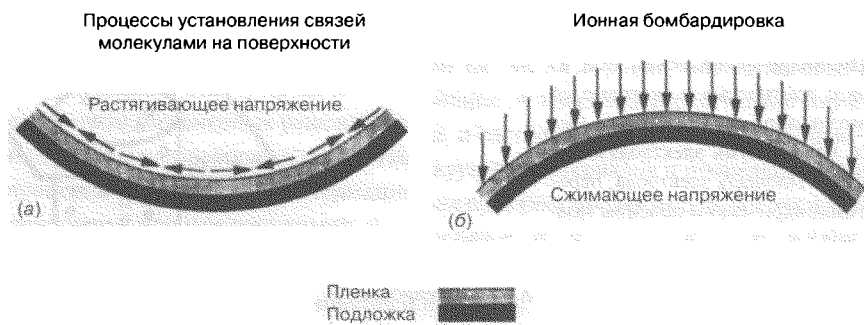 Процессы установления связей
молекулами на поверхности
Ионная бомбардировка
Растягивающее напряжение
(а)
Сжимающее напряжение
(б)
Пленка
Подложка